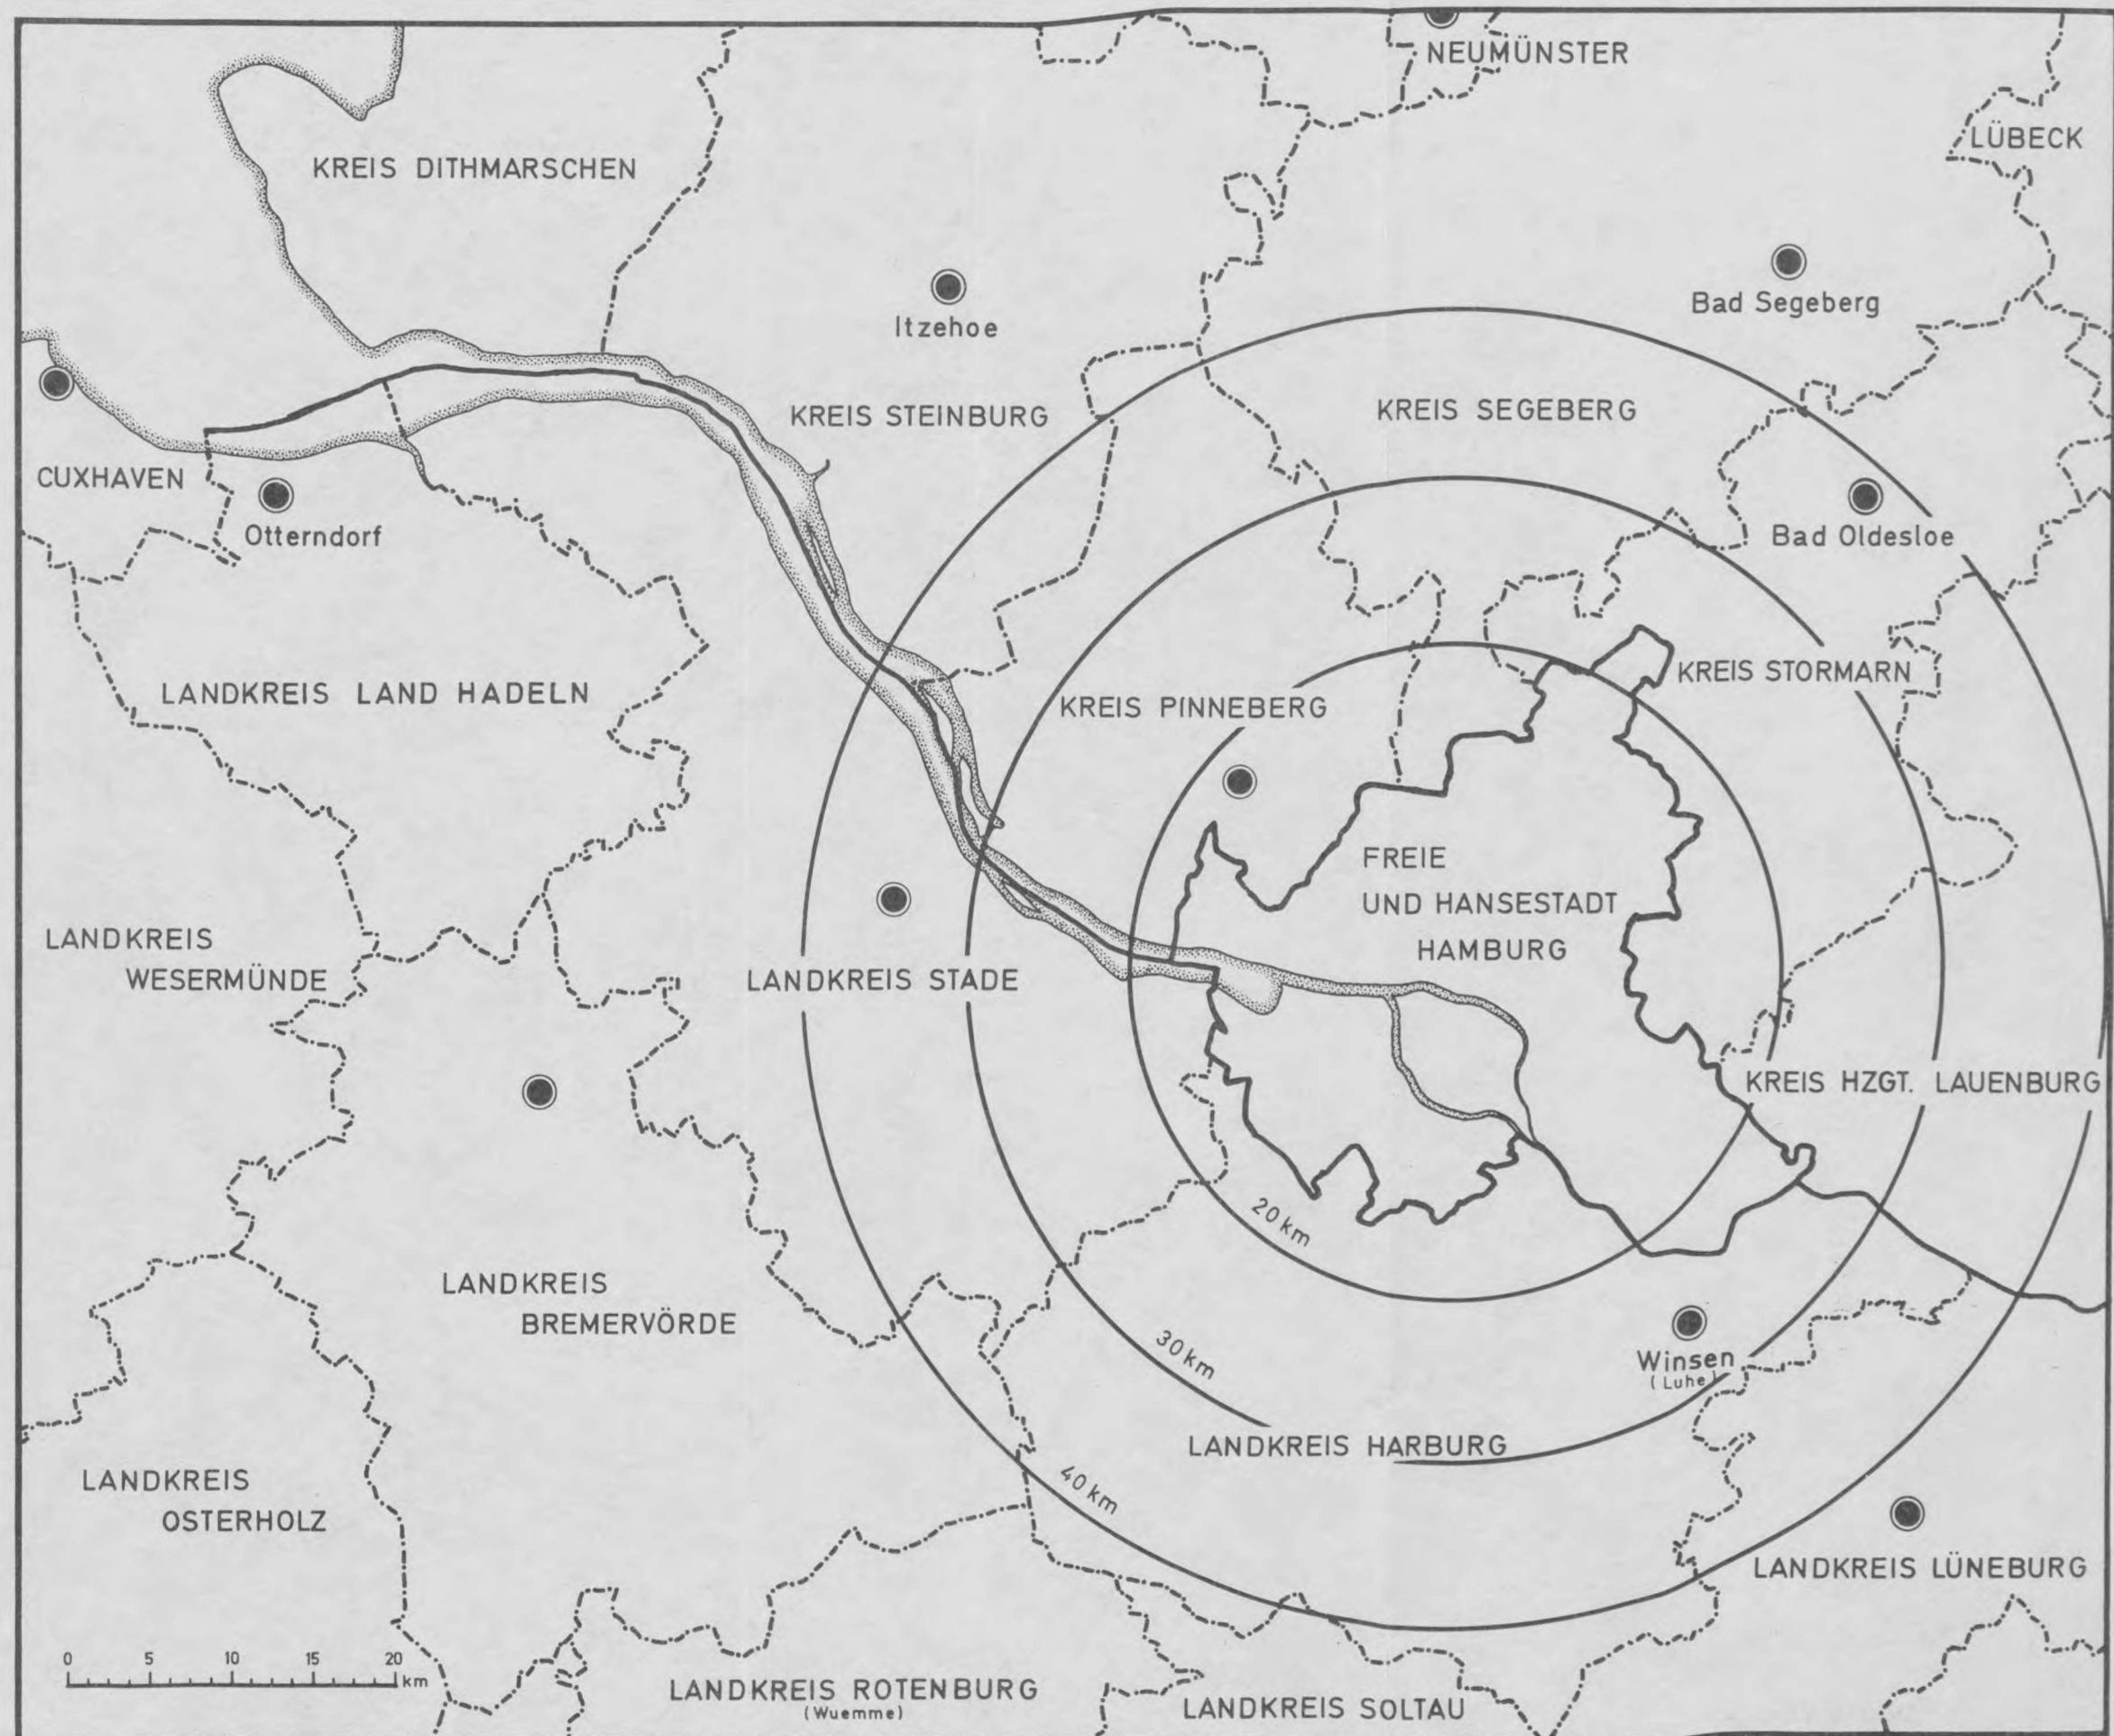 NEUMÜNSTER
LÜBECK
KREIS DITHMARSCHEN
Bad Segeberg
Itzehoe
KREIS STEINBURG
KREIS SEGEBERG
CUXHAVEN
Otterndorf
Bad Oldesloe
LANDKREIS LAND HADELN
KREIS PINNEBERG
KREIS STORMARN
FREIE
UND HANSESTADT
HAMBURG
LANDKREIS
WESERMÜNDE
LANDKREIS STADE
KREIS HZGT. LAUENBURG
20 km
LANDKREIS
BREMERVÖRDE
30 km
Winsen
(Luhe)
LANDKREIS HARBURG
40 km
LANDKREIS
OSTERHOLZ
LANDKREIS LÜNEBURG
0 5 10 15 20 km
LANDKREIS ROTENBURG
(Wuemme)
LANDKREIS SOLTAU